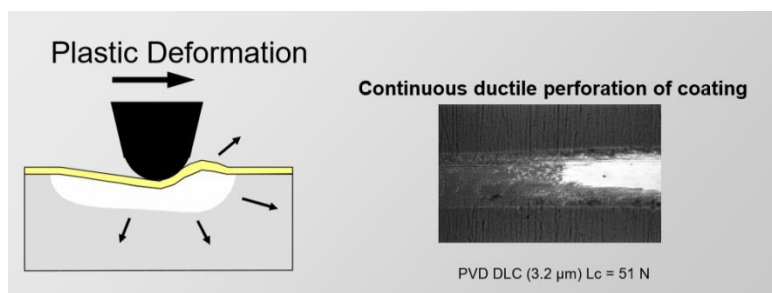 Plastic Deformation
Continuous ductile perforation of coating
PVD DLC (3.2 µm) Lc = 51 N